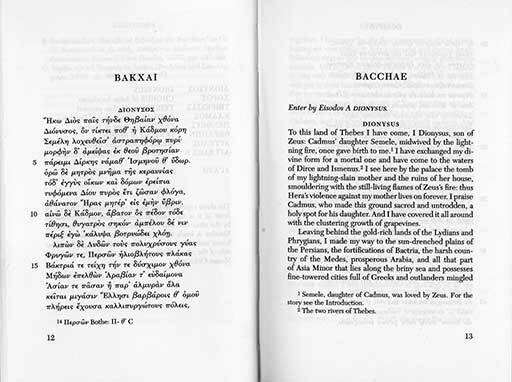 ΒΑΚΧΑΙ
ΔΙΟΝΥΣΟΣ
Ἥκω Διὸς παῖς τήνδε Θηβαίαν χθόνα
Διόνυσος, ὃν τίκτει ποθ’ ἡ Κάδμου κόρη
Σεμέλη λοχευθεῖσ’ ἀστραπηφόρῳ πυρί·
μορφὴν δ’ ἀμείψας ἐκ θεοῦ βροτησίαν
5 πάρειμι Δίρκης νάμαθ’ Ἰσμηνοῦ θ’ ὕδωρ.
ὁρῶ δὲ μητρὸς μνῆμα τῆς κεραυνίας
τόδ’ ἐγγὺς οἴκων καὶ δόμων ἐρείπια
τυφόμενα Δίου πυρὸς ἔτι ζῶσαν φλόγα,
ἀθάνατον Ἥρας μητέρ’ εἰς ἐμὴν ὕβριν.
10 αἰνῶ δὲ Κάδμον, ἄβατον ὃς πέδον τόδε
τίθησι, θυγατρὸς σηκόν· ἀμπέλου δέ νιν
πέριξ ἐγὼ ’κάλυψα βοτρυώδει χλόῃ.
λιπὼν δὲ Λυδῶν τοὺς πολυχρύσους γύας
Φρυγῶν τε, Περσῶν ἡλιοβλήτους πλάκας
15 Βάκτριά τε τείχη τήν τε δύσχιμον χθόνα
Μήδων ἐπελθὼν Ἀραβίαν τ’ εὐδαίμονα
Ἀσίαν τε πᾶσαν ἣ παρ’ ἁλμυρὰν ἅλα
κεῖται μιγάσιν Ἕλλησι βαρβάροις θ’ ὁμοῦ
πλήρεις ἔχουσα καλλιπυργώτους πόλεις,
14 Περσῶν Bothe: Π- θ’ C
12
BACCHAE
Enter by Eisodos A DIONYSUS.
DIONYSUS
To this land of Thebes I have come, I Dionysus, son of
Zeus: Cadmus’ daughter Semele, midwived by the light-
ning fire, once gave birth to me.1 I have exchanged my di-
vine form for a mortal one and have come to the waters
of Dirce and Ismenus.2 I see here by the palace the tomb
of my lightning-slain mother and the ruins of her house,
smouldering with the still-living flames of Zeus’s fire: thus
Hera’s violence against my mother lives on forever. I praise
Cadmus, who made this ground sacred and untrodden, a
holy spot for his daughter. And I have covered it all around
with the clustering growth of grapevines.
Leaving behind the gold-rich lands of the Lydians and
Phrygians, I made my way to the sun-drenched plains of
the Persians, the fortifications of Bactria, the harsh coun-
try of the Medes, prosperous Arabia, and all that part
of Asia Minor that lies along the briny sea and possesses
fine-towered cities full of Greeks and outlanders mingled
1 Semele, daughter of Cadmus, was loved by Zeus. For the
story see the Introduction.
2 The two rivers of Thebes.
13